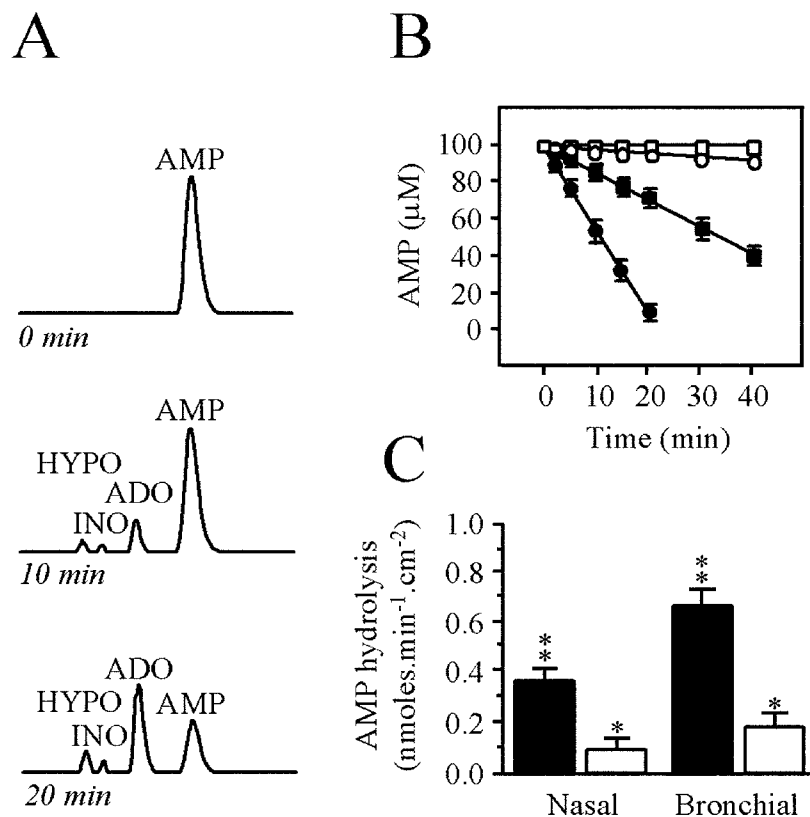 A
AMP
0 min
AMP
HYPO
ADO
INO
10 min
ADO
HYPO
AMP
INO
20 min
B
100
80
60
40
20
0
AMP (µM)
0 10 20 30 40
Time (min)
C
1.0
0.8
0.6
0.4
0.2
0.0
AMP hydrolysis
(nmoles.min⁻¹.cm⁻²)
**
*
**
*
Nasal Bronchial